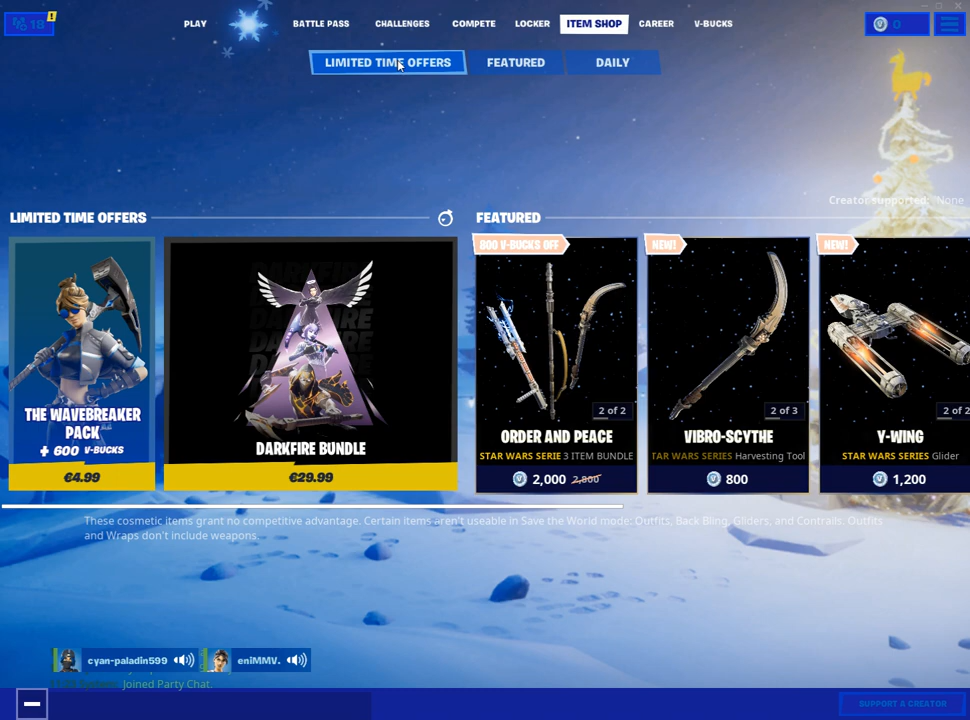 18
!
PLAY
BATTLE PASS
CHALLENGES
COMPETE
LOCKER
ITEM SHOP
CAREER
V-BUCKS
0
LIMITED TIME OFFERS
FEATURED
DAILY
Creator supported: None
LIMITED TIME OFFERS
FEATURED
THE WAVEBREAKER
PACK
+ 600 V-BUCKS
€4.99
DARKFIRE
DARKFIRE BUNDLE
€29.99
800 V-BUCKS OFF
2 of 2
ORDER AND PEACE
STAR WARS SERIE 3 ITEM BUNDLE
2,000 2,800
NEW!
2 of 3
VIBRO-SCYTHE
TAR WARS SERIES Harvesting Tool
800
NEW!
2 of 2
Y-WING
STAR WARS SERIES Glider
1,200
These cosmetic items grant no competitive advantage. Certain items aren't useable in Save the World mode: Outfits, Back Bling, Gliders, and Contrails. Outfits
and Wraps don't include weapons.
cyan-paladin599
eniMMV.
System: Joined Party Chat.
SUPPORT A CREATOR